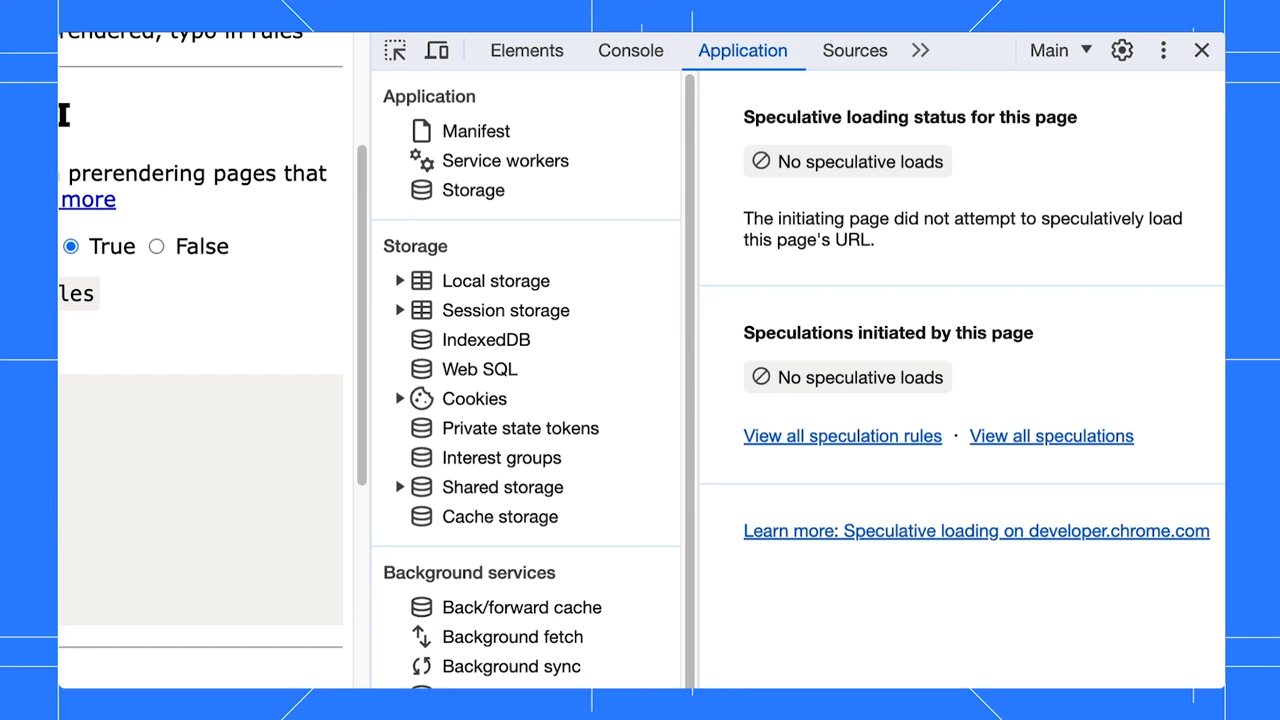 rendered, typo in rules
I
prerendering pages that
more
True False
les
Elements Console Application Sources Main
Application
Manifest
Service workers
Storage
Storage
Local storage
Session storage
IndexedDB
Web SQL
Cookies
Private state tokens
Interest groups
Shared storage
Cache storage
Background services
Back/forward cache
Background fetch
Background sync
Speculative loading status for this page
No speculative loads
The initiating page did not attempt to speculatively load
this page's URL.
Speculations initiated by this page
No speculative loads
View all speculation rules · View all speculations
Learn more: Speculative loading on developer.chrome.com